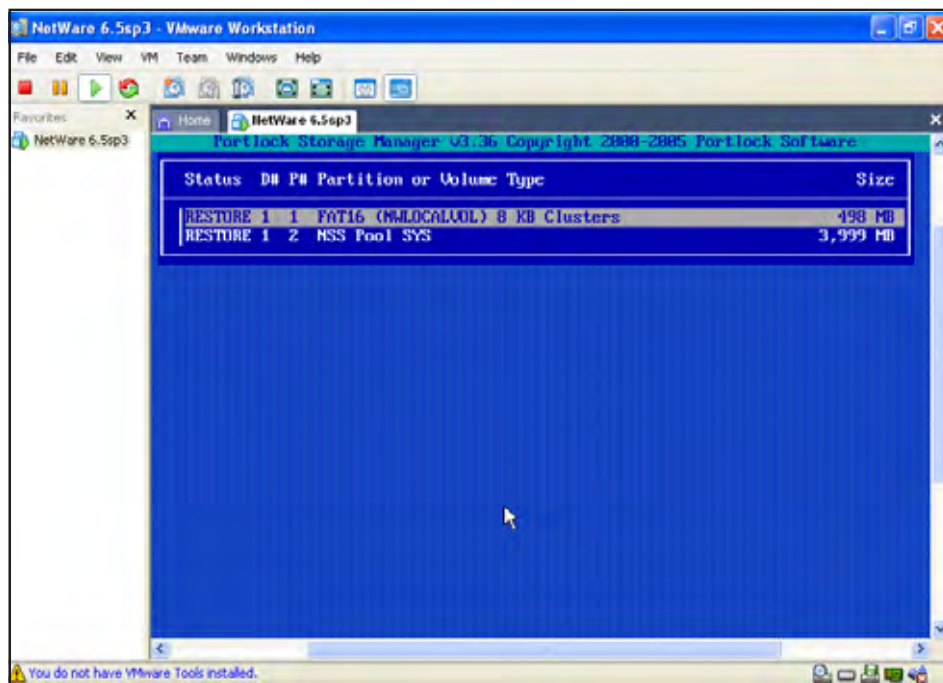 NetWare 6.5sp3 - VMware Workstation
File Edit View VM Team Windows Help
Favorites
Home NetWare 6.5sp3
NetWare 6.5sp3
Portlock Storage Manager v3.36 Copyright 2000-2005 Portlock Software
Status D# P# Partition or Volume Type Size
RESTORE 1 1 FAT16 (NWLOCALVOL) 8 KB Clusters 498 MB
RESTORE 1 2 NSS Pool SYS 3,999 MB
You do not have VMware Tools installed.